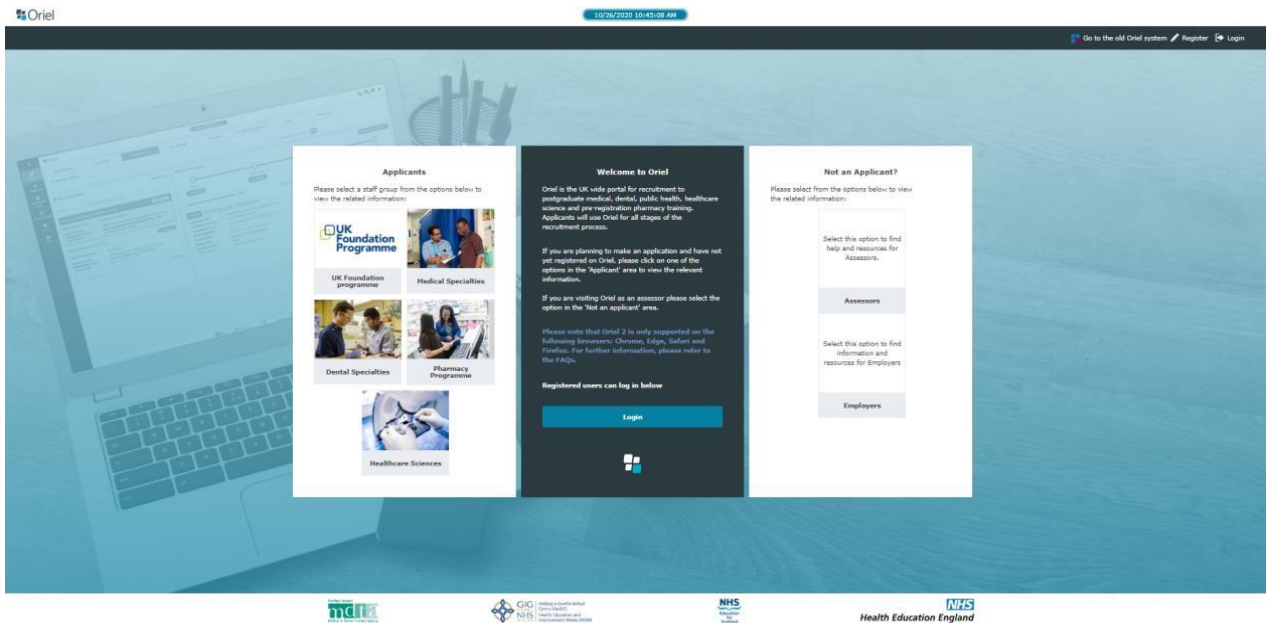 Oriel
10/26/2020 10:45:08 AM
Go to the old Oriel system Register Login
Applicants
Please select a staff group from the options below to
view the related information:
UK
Foundation
Programme
UK Foundation
programme
Medical Specialties
Dental Specialties
Pharmacy
Programme
Healthcare Sciences
Welcome to Oriel
Oriel is the UK wide portal for recruitment to
postgraduate medical, dental, public health, healthcare
science and pre-registration pharmacy training.
Applicants will use Oriel for all stages of the
recruitment process.
If you are planning to make an application and have not
yet registered on Oriel, please click on one of the
options in the 'Applicant' area to view the relevant
information.
If you are visiting Oriel as an assessor please select the
option in the 'Not an applicant' area.
Please note that Oriel 2 is only supported on the
following browsers: Chrome, Edge, Safari and
Firefox. For further information, please refer to
the FAQs.
Registered users can log in below
Login
Not an Applicant?
Please select from the options below to view
the related information:
Select this option to find
help and resources for
Assessors.
Assessors
Select this option to find
information and
resources for Employers
Employers
mdta
GIG
NHS
NHS
Education
for
Scotland
NHS
Health Education England